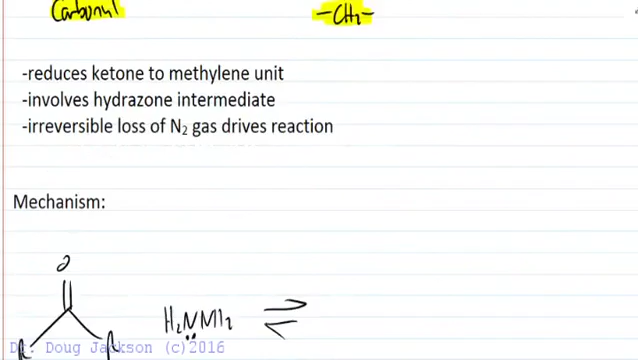 Carbonyl
-CH₂-
-reduces ketone to methylene unit
-involves hydrazone intermediate
-irreversible loss of N₂ gas drives reaction
Mechanism:
O
H₂NNH₂
R R
Dr. Doug Jackson (c)2016